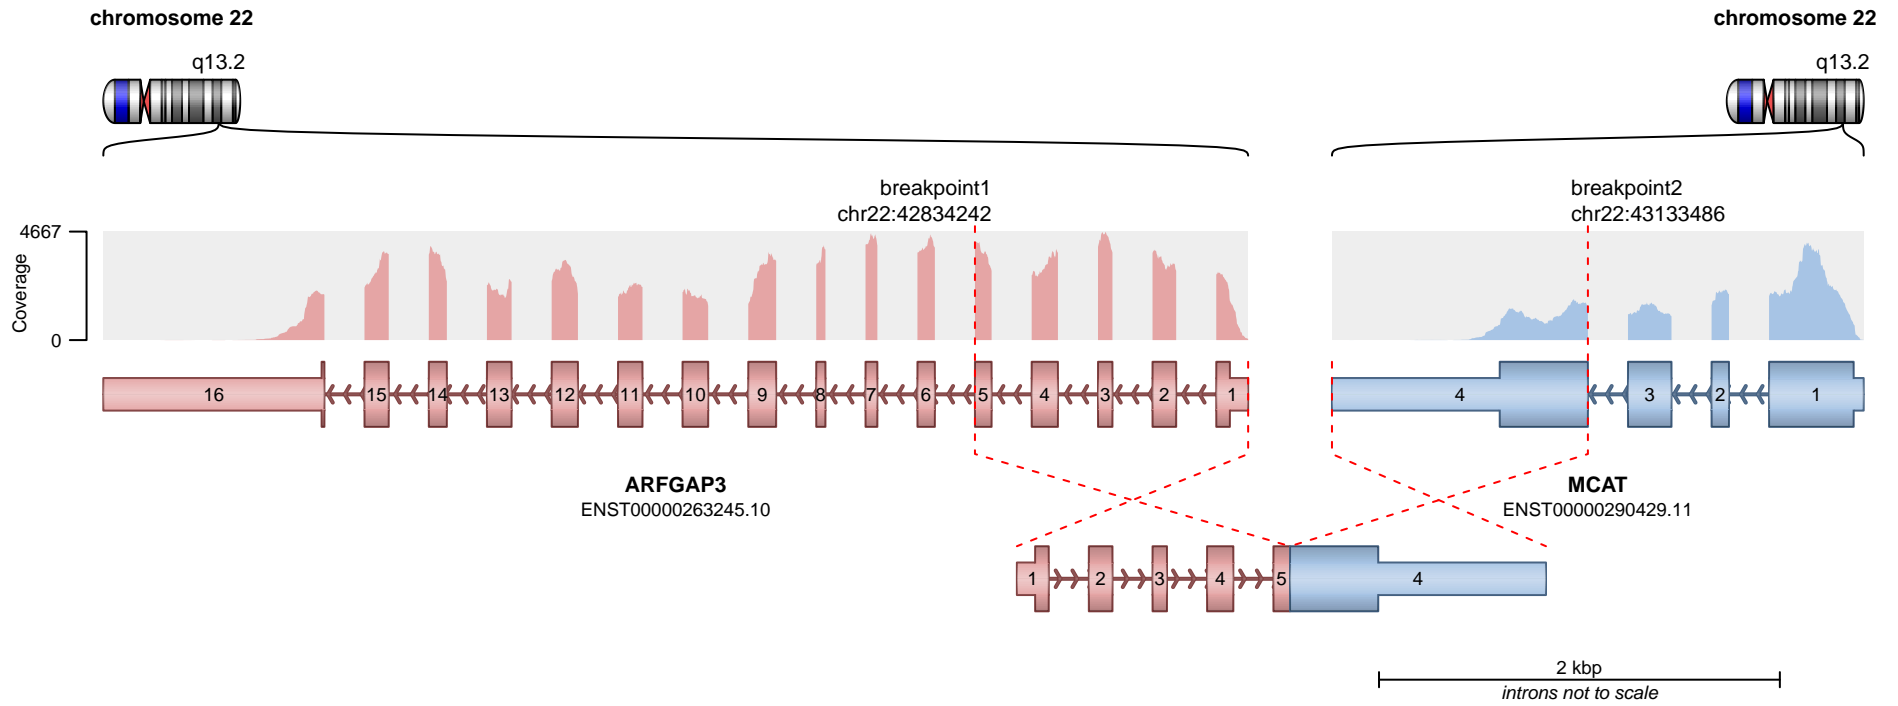 chromosome 22
chromosome 22
q13.2
q13.2
breakpoint1
chr22:42834242
breakpoint2
chr22:43133486
4667
Coverage
0
16 15 14 13 12 11 10 9 8 7 6 5 4 3 2 1
4 3 2 1
ARFGAP3
ENST00000263245.10
MCAT
ENST00000290429.11
1 2 3 4 5 4
2 kbp
introns not to scale